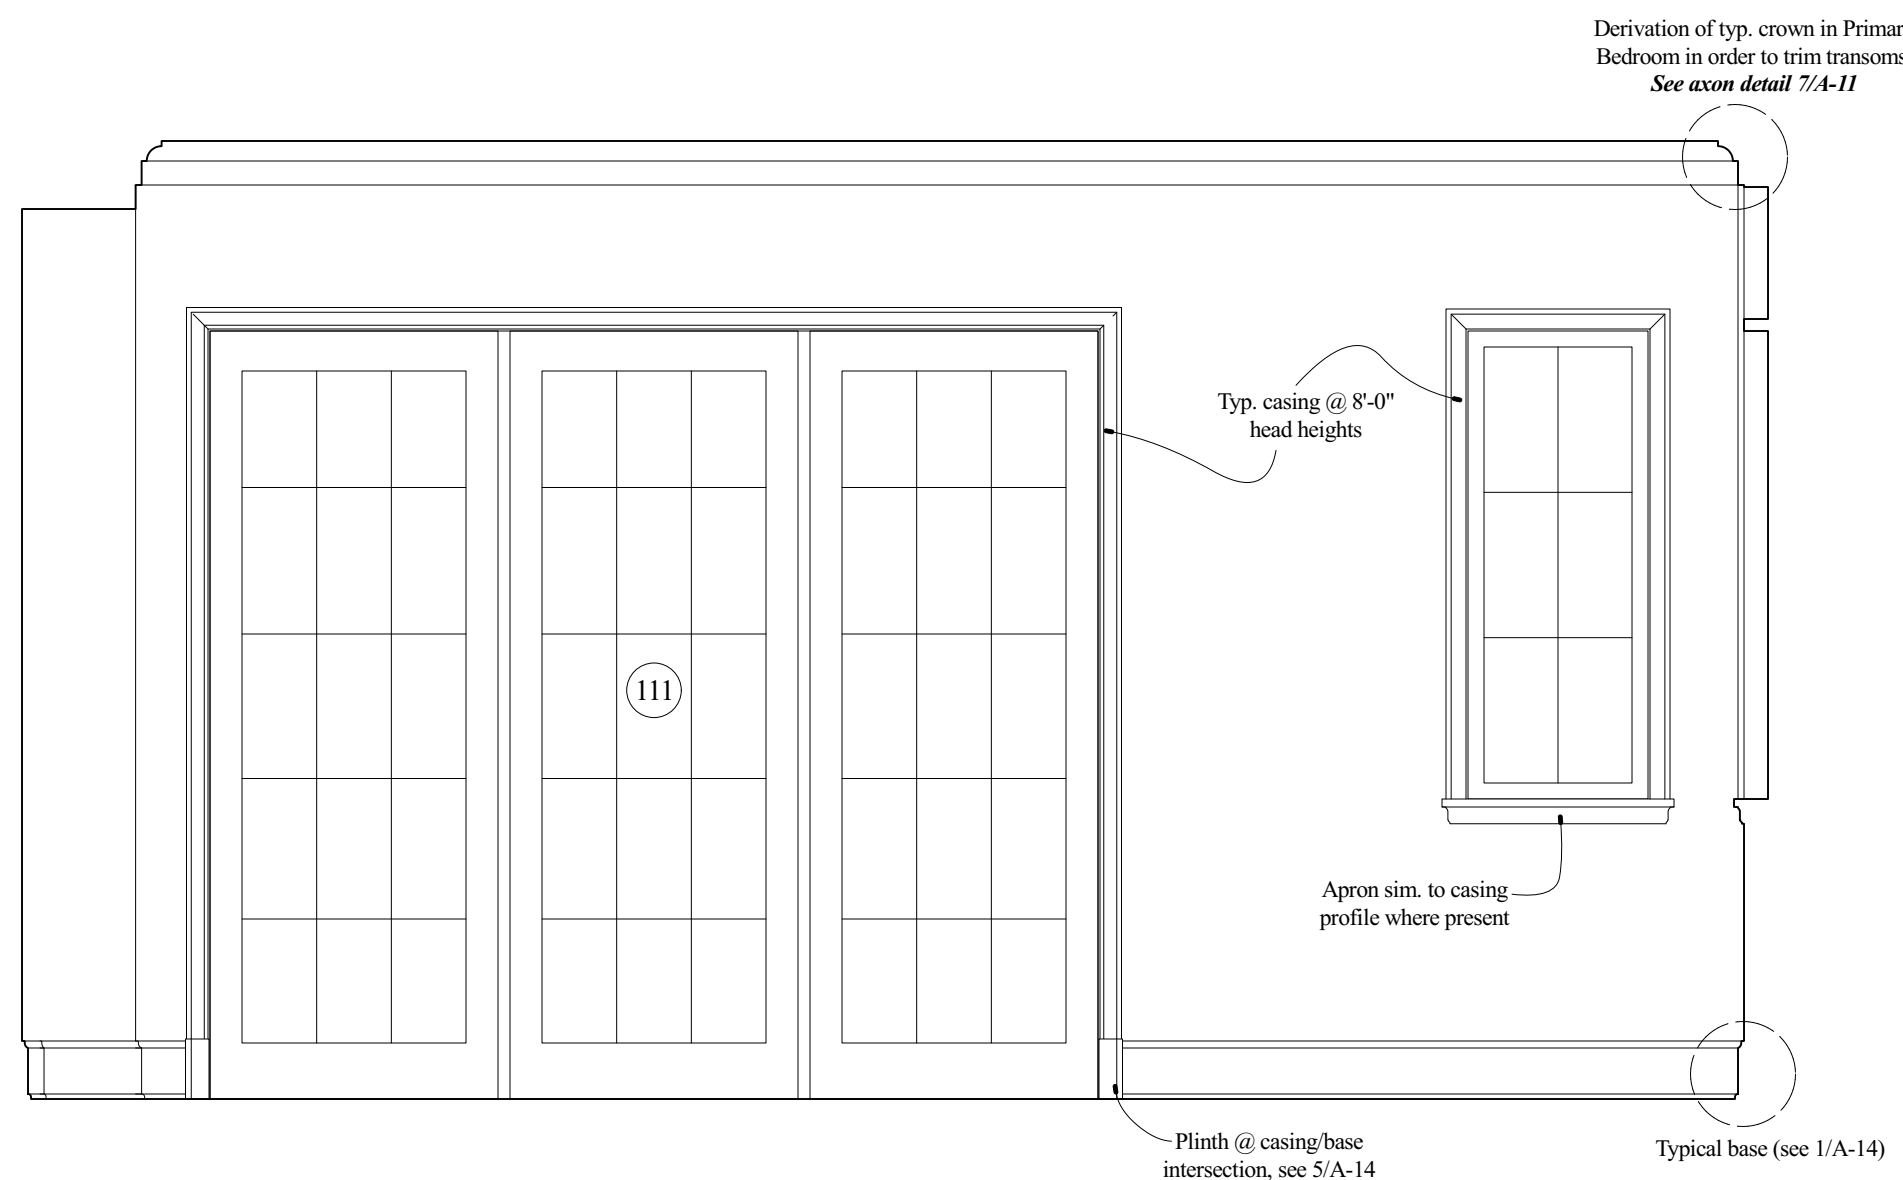 Derivation of typ. crown in Primar
Bedroom in order to trim transoms
See axon detail 7/A-11
Typ. casing @ 8'-0"
head heights
111
Apron sim. to casing
profile where present
Plinth @ casing/base
intersection, see 5/A-14
Typical base (see 1/A-14)